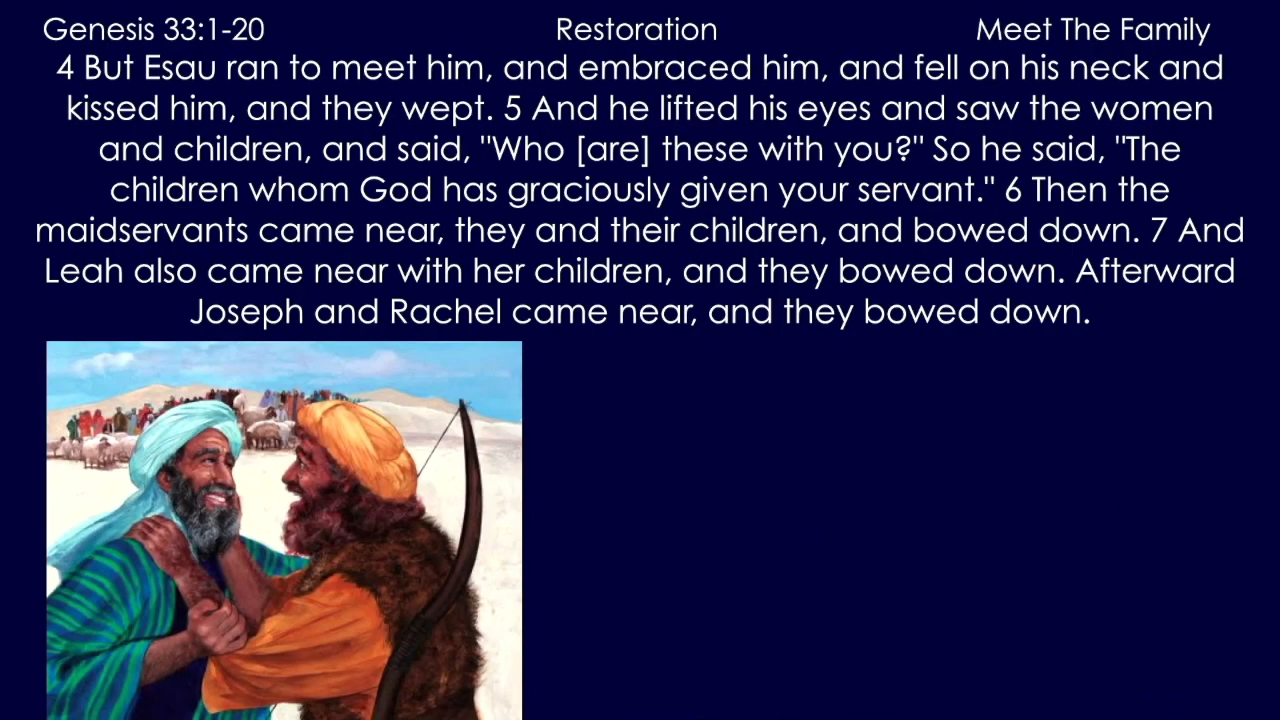 Genesis 33:1-20 Restoration Meet The Family
4 But Esau ran to meet him, and embraced him, and fell on his neck and
kissed him, and they wept. 5 And he lifted his eyes and saw the women
and children, and said, "Who [are] these with you?" So he said, "The
children whom God has graciously given your servant." 6 Then the
maidservants came near, they and their children, and bowed down. 7 And
Leah also came near with her children, and they bowed down. Afterward
Joseph and Rachel came near, and they bowed down.